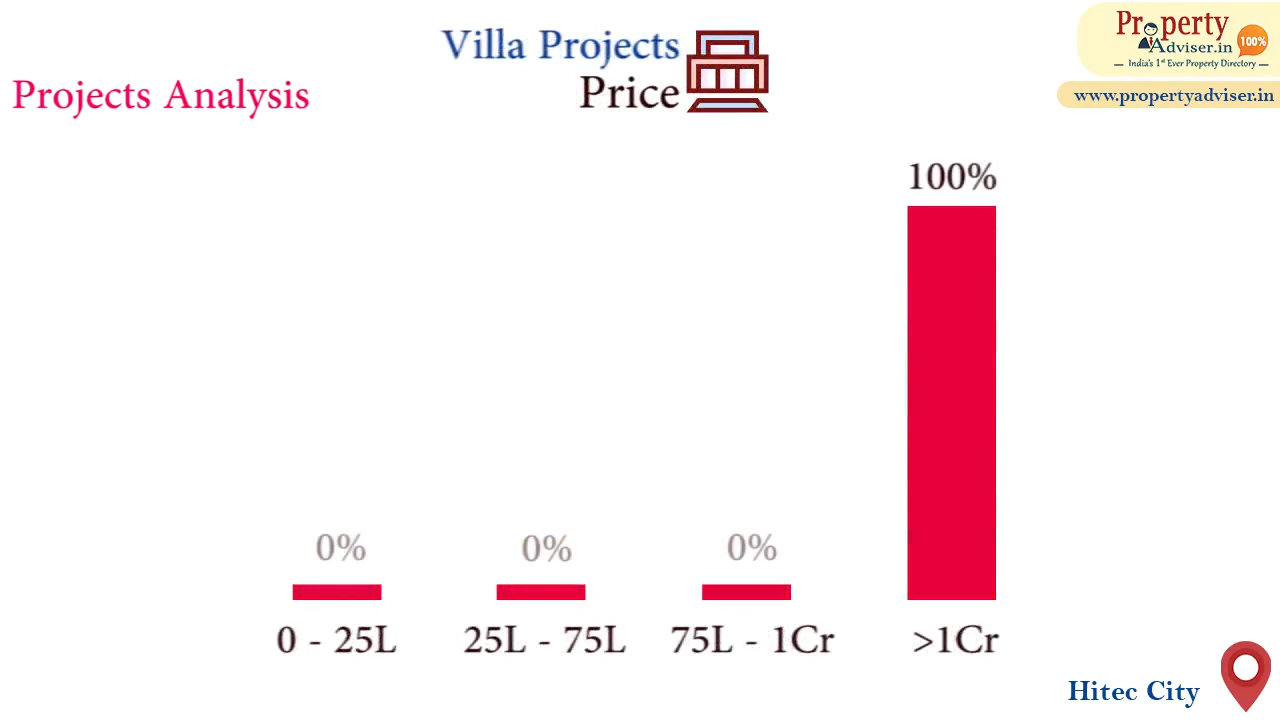 Villa Projects
Price
Projects Analysis
Property
Adviser.in
100%
India's 1st Ever Property Directory
www.propertyadviser.in
100%
0%
0%
0%
0 - 25L
25L - 75L
75L - 1Cr
>1Cr
Hitec City